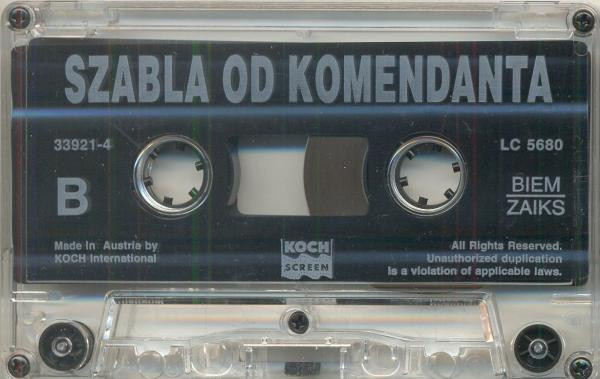 SZABLA OD KOMENDANTA
33921-4
LC 5680
B
BIEM
ZAIKS
Made in Austria by
KOCH International
KOCH
SCREEN
All Rights Reserved.
Unauthorized duplication
is a violation of applicable laws.